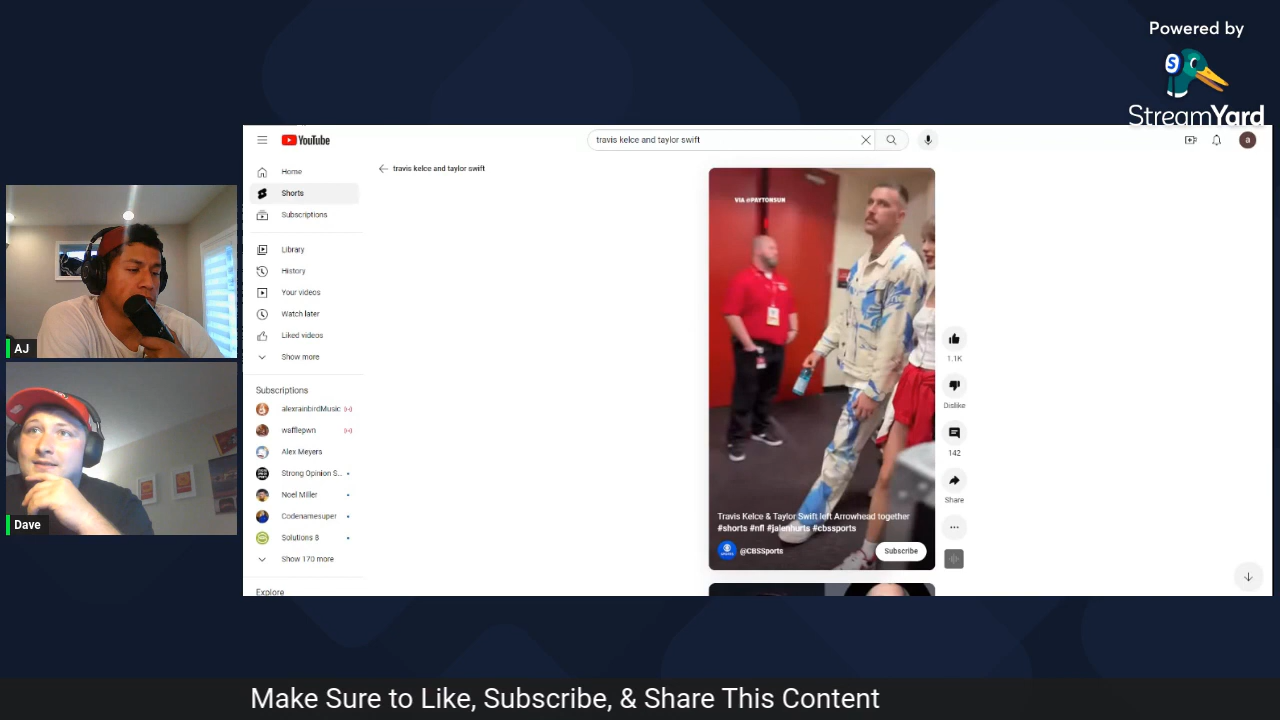 Powered by
S
StreamYard
YouTube
travis kelce and taylor swift
a
Home
Shorts
Subscriptions
Library
History
Your videos
Watch later
Liked videos
Show more
Subscriptions
alexrainbirdMusic
wafflepwn
Alex Meyers
Strong Opinion S...
Noel Miller
Codenamesuper
Solutions 8
Show 170 more
Explore
travis kelce and taylor swift
VIA @PAYTONSUN
Travis Kelce & Taylor Swift left Arrowhead together
#shorts #nfl #jalenhurts #cbssports
@CBSSports
Subscribe
1.1K
Dislike
142
Share
AJ
Dave
Make Sure to Like, Subscribe, & Share This Content